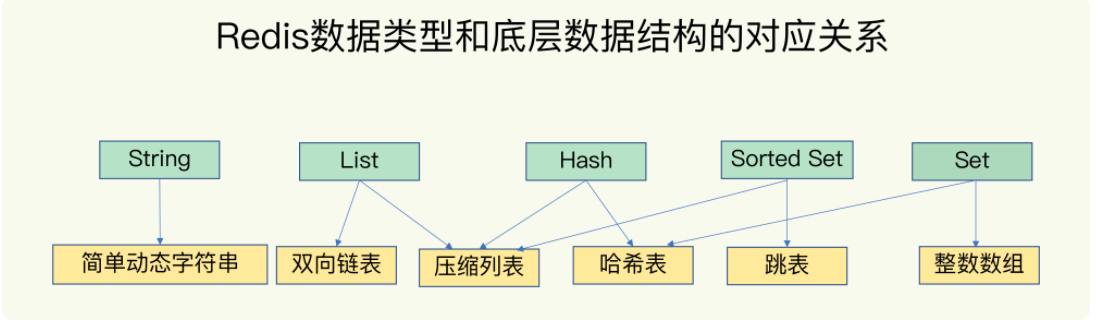 Redis数据类型和底层数据结构的对应关系
String
List
Hash
Sorted Set
Set
简单动态字符串
双向链表
压缩列表
哈希表
跳表
整数数组